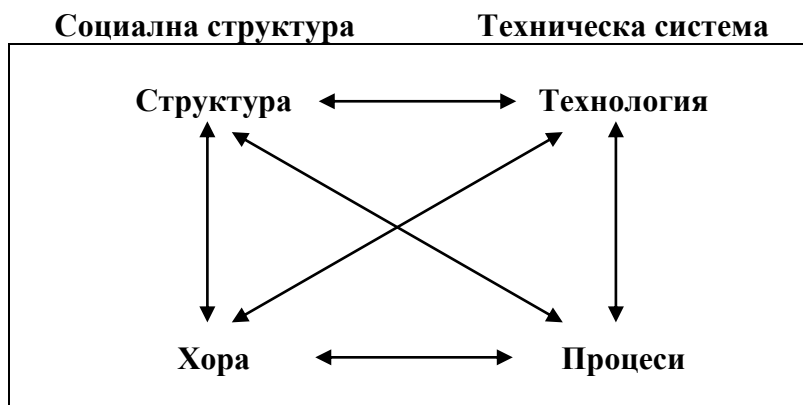 Социална структура Техническа система
Структура Технология
Хора Процеси